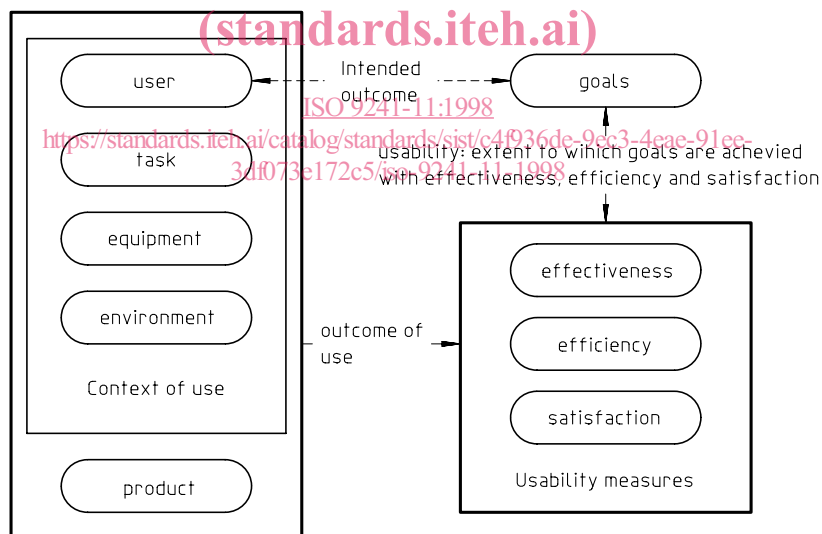 (standards.iteh.ai)
user
Intended
outcome
goals
ISO 9241-11:1998
https://standards.iteh.ai/catalog/standards/sist/c4f936de-9ec3-4eae-91ee-
3df073e172c5/iso-9241-11-1998
task
usability: extent to which goals are achevied
with effectiveness, efficiency and satisfaction
equipment
environment
Context of use
product
outcome of
use
effectiveness
efficiency
satisfaction
Usability measures